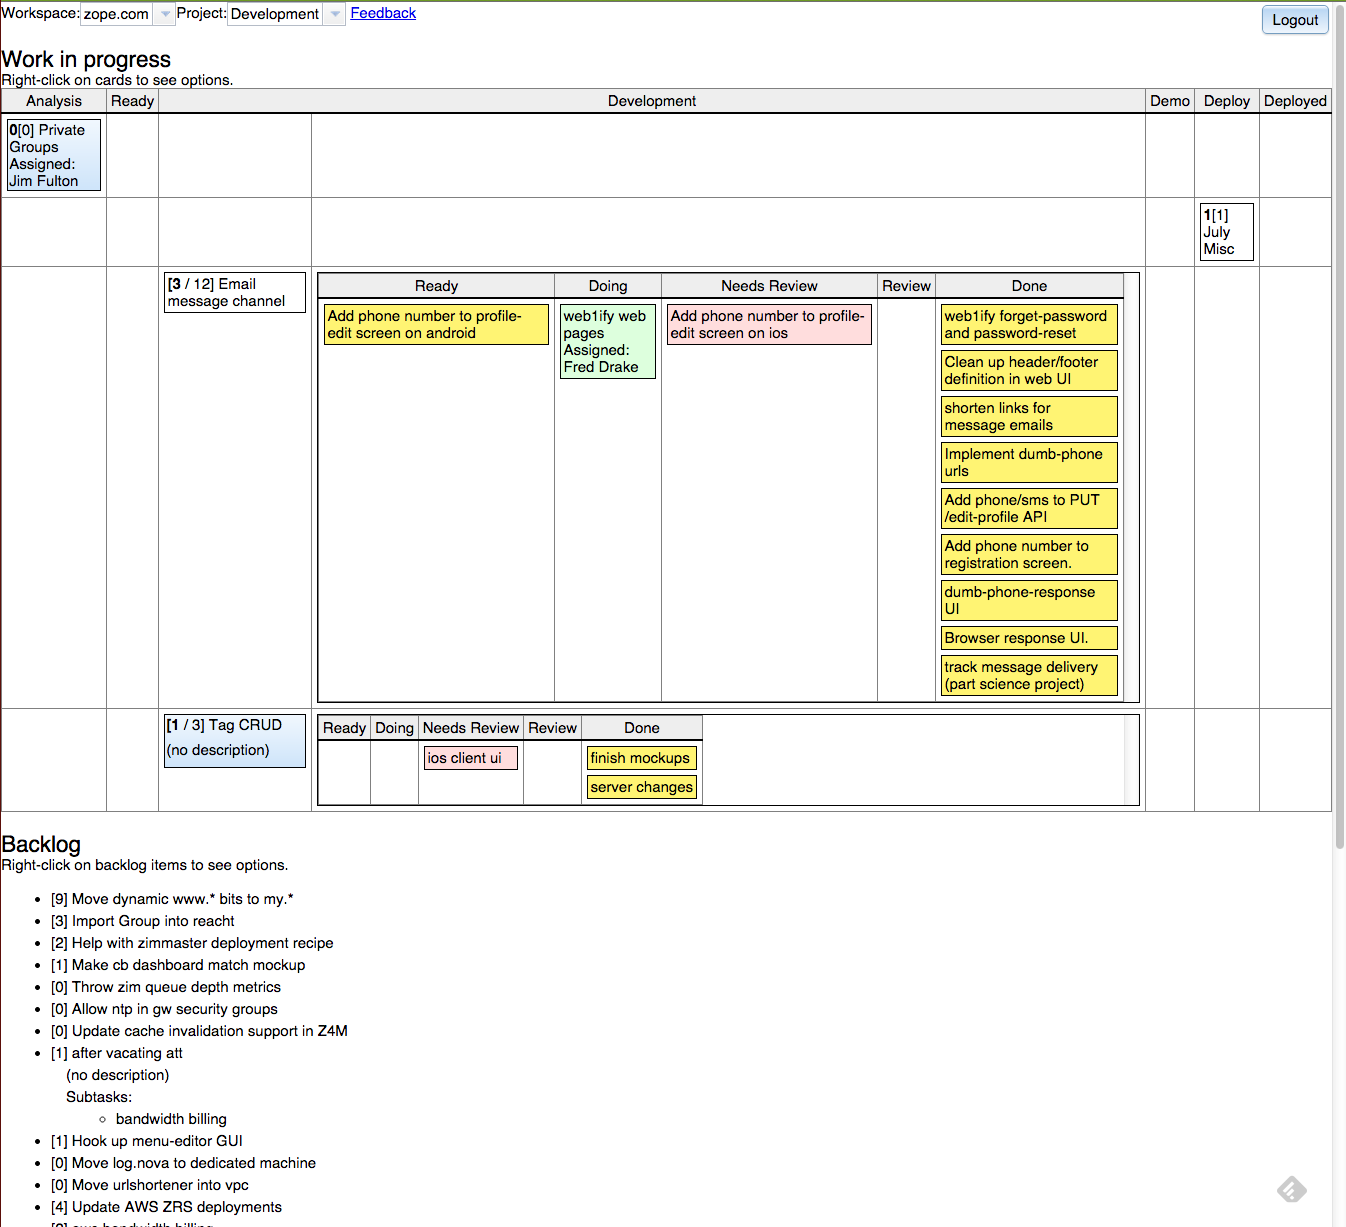 Workspace: zope.com Project: Development Feedback
Logout
Work in progress
Right-click on cards to see options.
Analysis Ready Development Demo Deploy Deployed
0[0] Private
Groups
Assigned:
Jim Fulton
1[1]
July
Misc
[3 / 12] Email
message channel
Ready Doing Needs Review Review Done
Add phone number to profile-
edit screen on android
web1ify web
pages
Assigned:
Fred Drake
Add phone number to profile-
edit screen on ios
web1ify forget-password
and password-reset
Clean up header/footer
definition in web UI
shorten links for
message emails
Implement dumb-phone
urls
Add phone/sms to PUT
/edit-profile API
Add phone number to
registration screen.
dumb-phone-response
UI
Browser response UI.
track message delivery
(part science project)
[1 / 3] Tag CRUD
(no description)
Ready Doing Needs Review Review Done
ios client ui
finish mockups
server changes
Backlog
Right-click on backlog items to see options.
• [9] Move dynamic www.* bits to my.*
• [3] Import Group into reacht
• [2] Help with zimmaster deployment recipe
• [1] Make cb dashboard match mockup
• [0] Throw zim queue depth metrics
• [0] Allow ntp in gw security groups
• [0] Update cache invalidation support in Z4M
• [1] after vacating att
(no description)
Subtasks:
◦ bandwidth billing
• [1] Hook up menu-editor GUI
• [0] Move log.nova to dedicated machine
• [0] Move urlshortener into vpc
• [4] Update AWS ZRS deployments